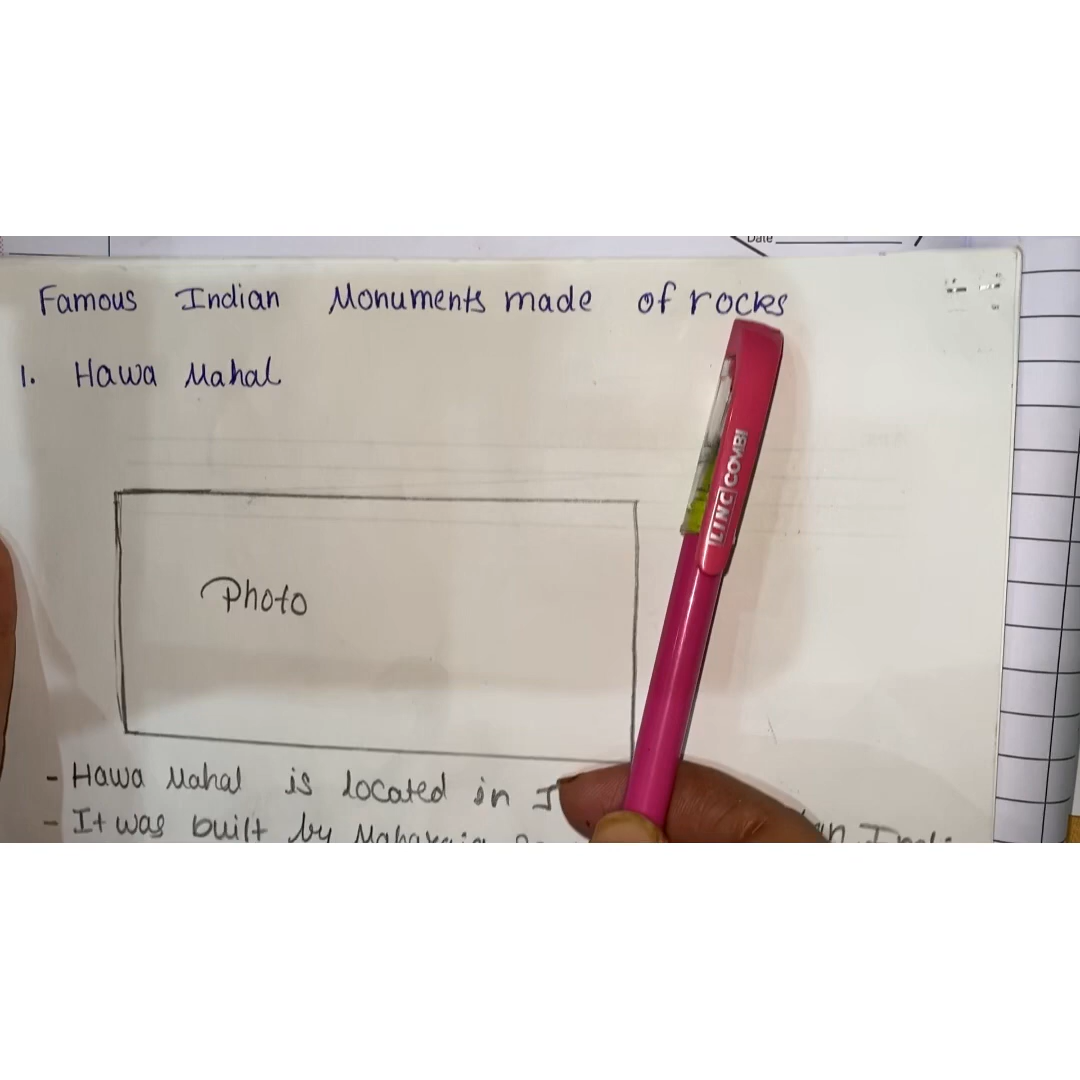 Date
Famous Indian Monuments made of rocks
1. Hawa Mahal
LINC COMBI
Photo
- Hawa Mahal is located in
- It was built by Maharaja